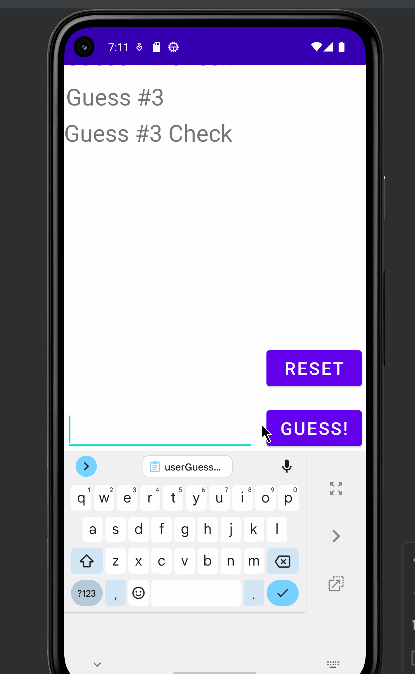 7:11
Guess #3
Guess #3 Check
RESET
GUESS!
userGuess...
q1 w2 e3 r4 t5 y6 u7 i8 o9 p0
a s d f g h j k l
z x c v b n m
?123 , .